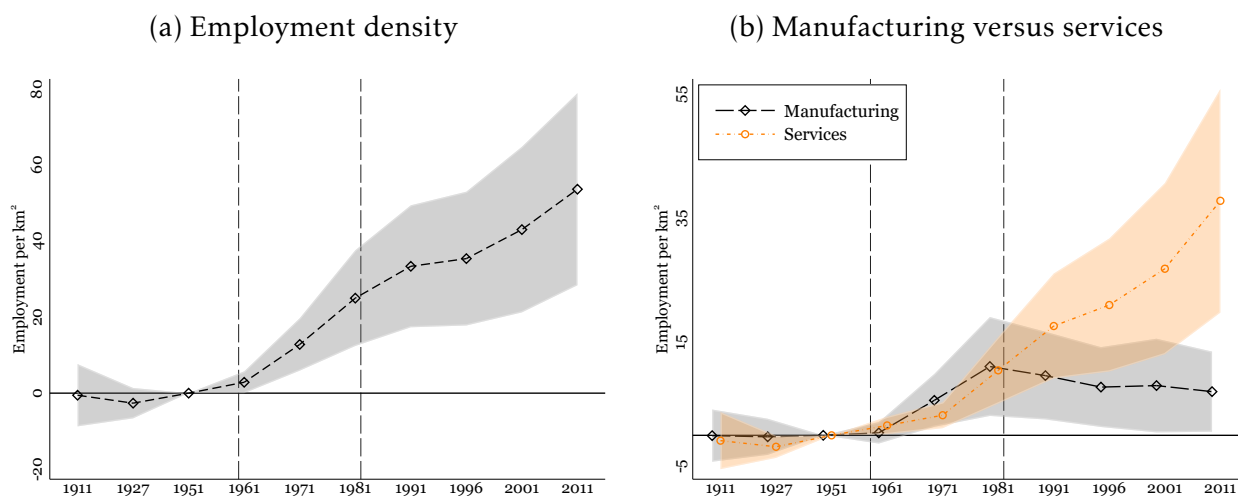 (a) Employment density
Employment per km²
80
60
40
20
0
-20
1911 1927 1951 1961 1971 1981 1991 1996 2001 2011
(b) Manufacturing versus services
Manufacturing
Services
Employment per km²
55
35
15
-5
1911 1927 1951 1961 1971 1981 1991 1996 2001 2011